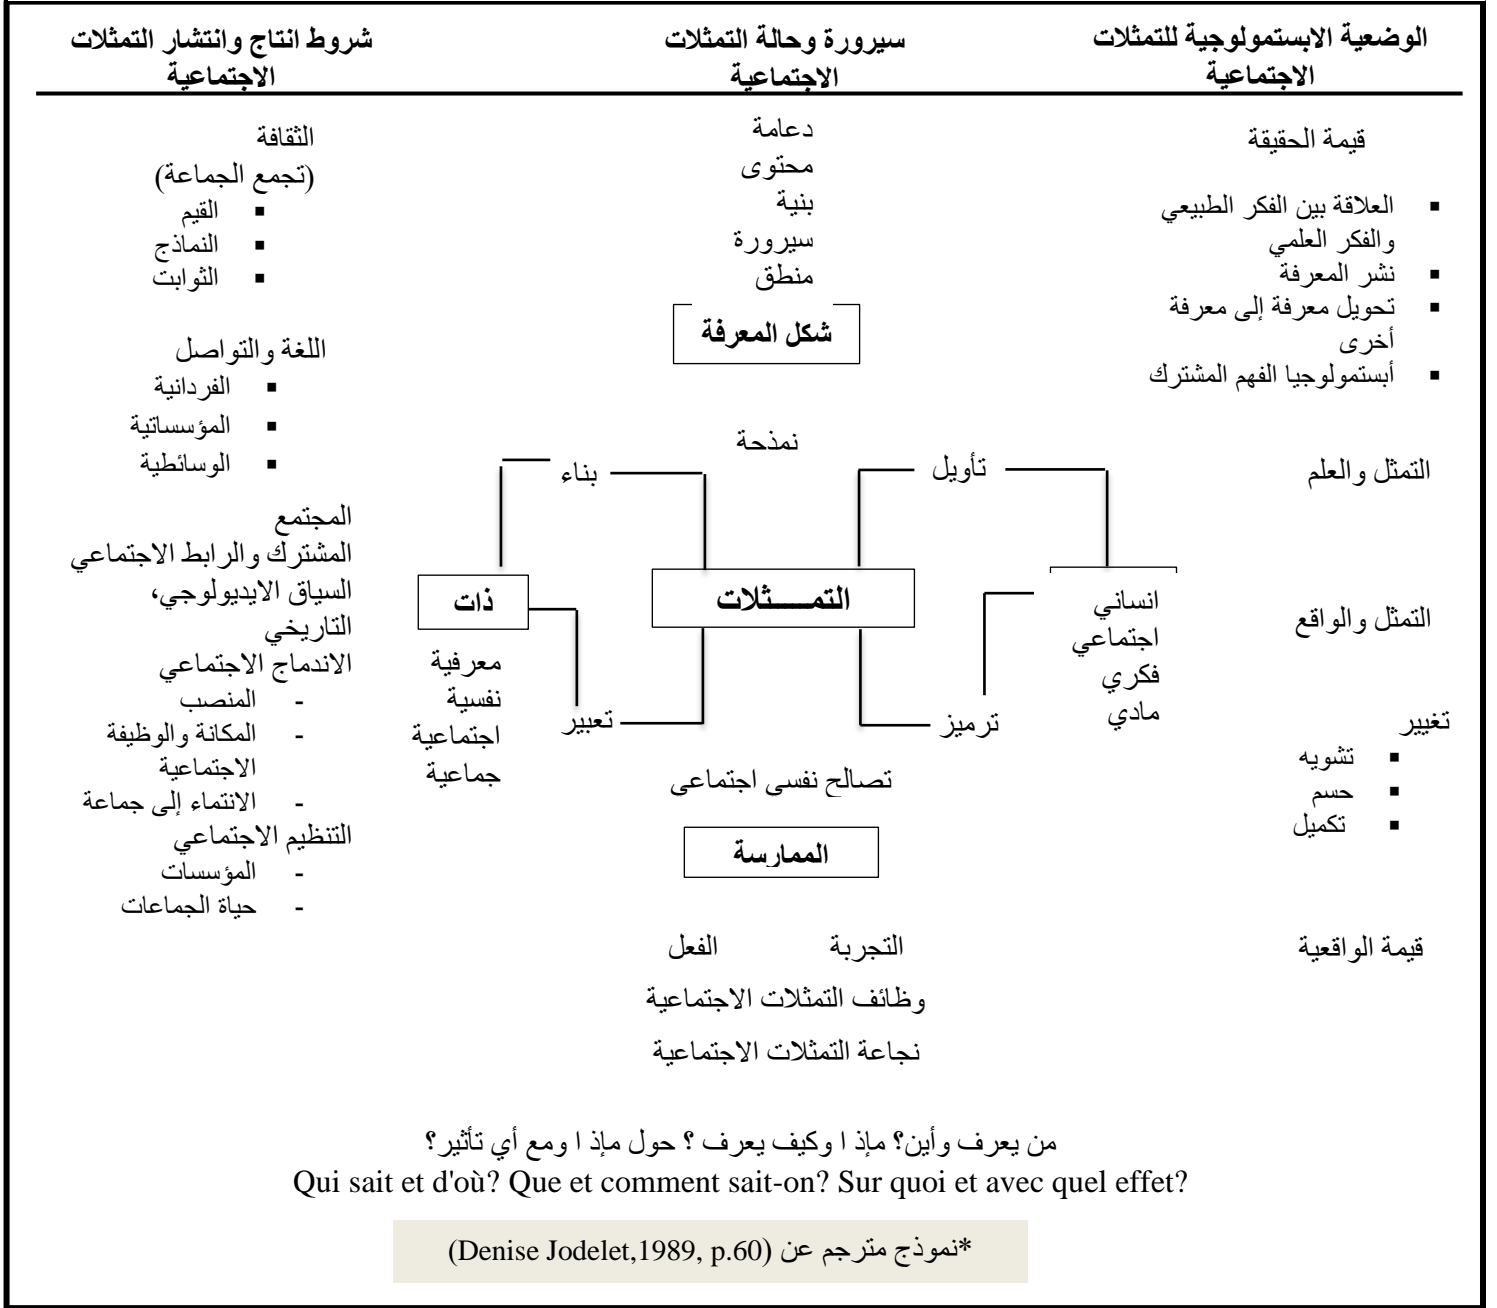 الوضعية الابستمولوجية للتمثلات
الاجتماعية
سيرورة وحالة التمثلات
الاجتماعية
شروط انتاج وانتشار التمثلات
الاجتماعية
قيمة الحقيقة
▪ العلاقة بين الفكر الطبيعي
والفكر العلمي
▪ نشر المعرفة
▪ تحويل معرفة إلى معرفة
أخرى
▪ أبستمولوجيا الفهم المشترك
التمثل والعلم
التمثل والواقع
تغيير
▪ تشويه
▪ حسم
▪ تكميل
قيمة الواقعية
دعامة
محتوى
بنية
سيرورة
منطق
شكل المعرفة
نمذحة
تأويل
بناء
انساني
اجتماعي
فكري
مادي
التمـــــثلات
ذات
معرفية
نفسية
اجتماعية
جماعية
ترميز
تعبير
تصالح نفسى اجتماعى
الممارسة
التجربة الفعل
وظائف التمثلات الاجتماعية
نجاعة التمثلات الاجتماعية
الثقافة
(تجمع الجماعة)
▪ القيم
▪ النماذج
▪ الثوابت
اللغة والتواصل
▪ الفردانية
▪ المؤسساتية
▪ الوسائطية
المجتمع
المشترك والرابط الاجتماعي
السياق الايديولوجي،
التاريخي
الاندماج الاجتماعي
- المنصب
- المكانة والوظيفة
الاجتماعية
- الانتماء إلى جماعة
التنظيم الاجتماعي
- المؤسسات
- حياة الجماعات
من يعرف وأين؟ مإذ ا وكيف يعرف ؟ حول مإذ ا ومع أي تأثير؟
Qui sait et d'où? Que et comment sait-on? Sur quoi et avec quel effet?
*نموذج مترجم عن (Denise Jodelet,1989, p.60)